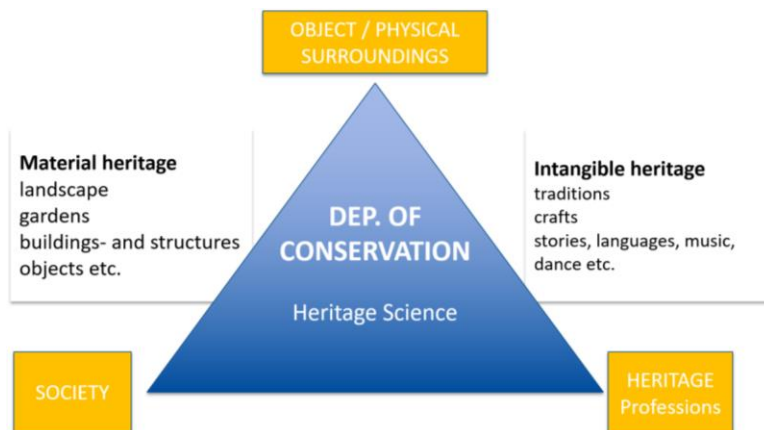 OBJECT / PHYSICAL
SURROUNDINGS
Material heritage
landscape
gardens
buildings- and structures
objects etc.
Intangible heritage
traditions
crafts
stories, languages, music,
dance etc.
DEP. OF
CONSERVATION
Heritage Science
SOCIETY
HERITAGE
Professions